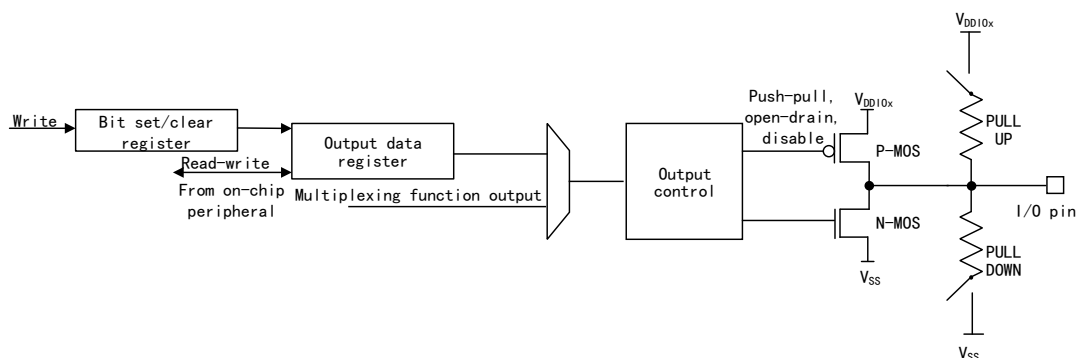 Write
Bit set/clear
register
Read-write
From on-chip
peripheral
Output data
register
Multiplexing function output
Output
control
Push-pull,
open-drain,
disable
VDDIOx
P-MOS
N-MOS
VSS
VDDIOx
PULL
UP
I/O pin
PULL
DOWN
VSS